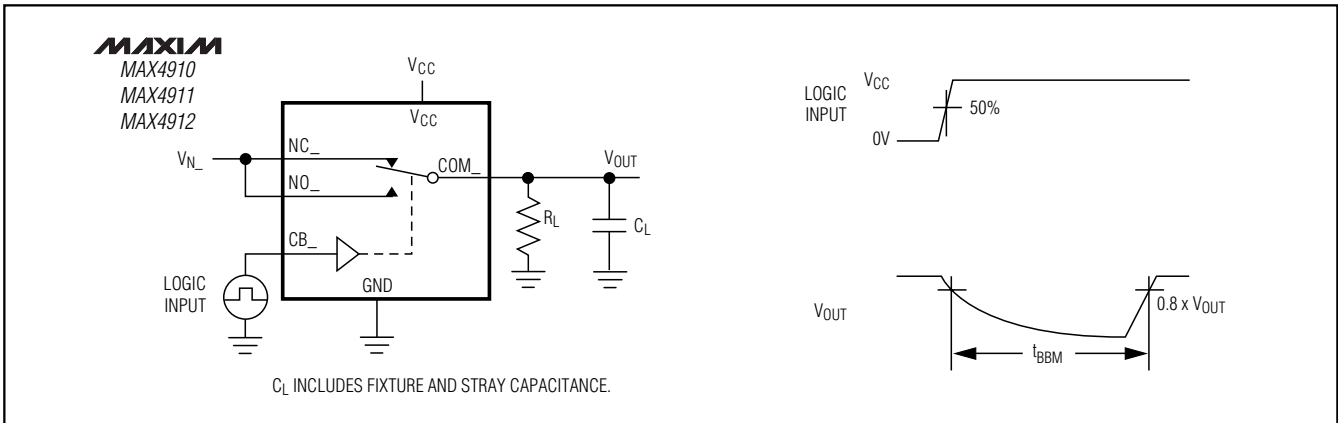 MAXIM
MAX4910
MAX4911
MAX4912
VCC
VCC
VN_
NC_
NO_
COM_
VOUT
RL
CL
CB_
LOGIC
INPUT
GND
CL INCLUDES FIXTURE AND STRAY CAPACITANCE.
LOGIC
INPUT
VCC
50%
0V
VOUT
0.8 x VOUT
tBBM